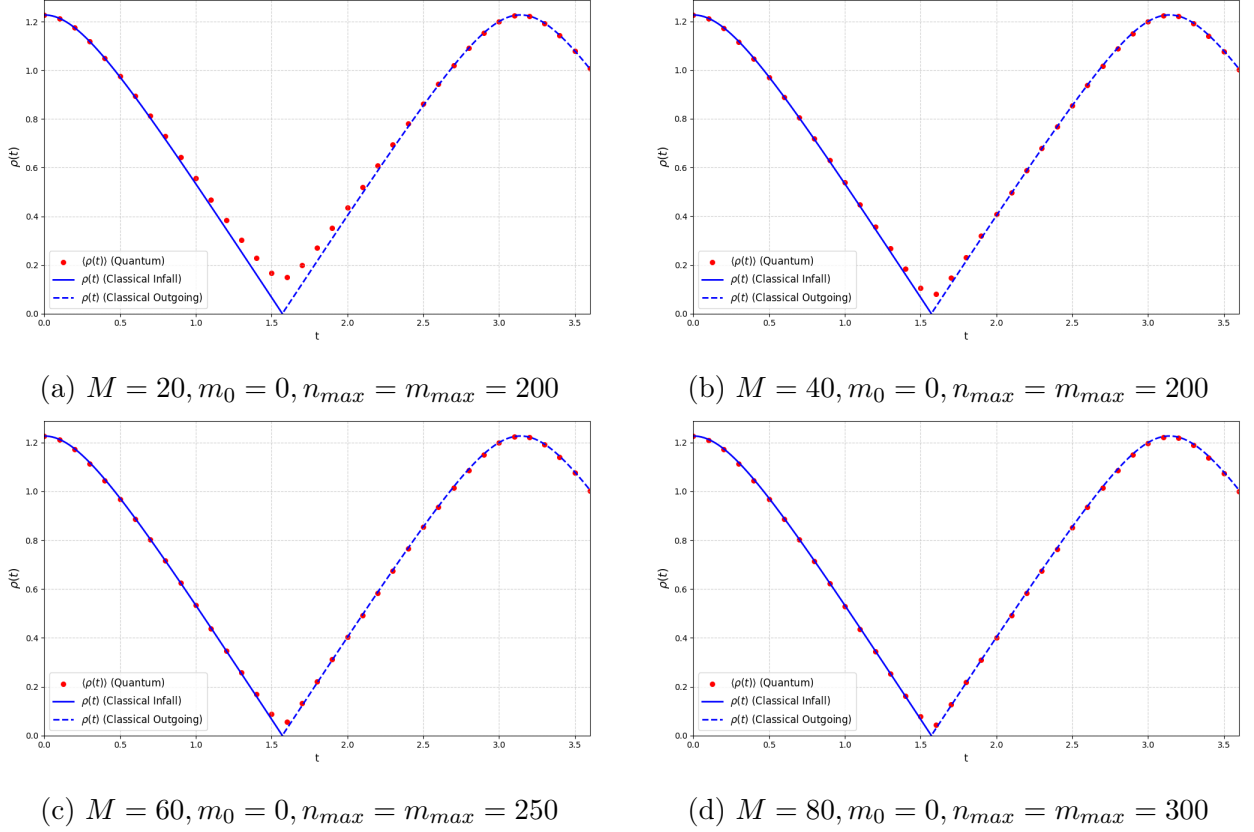 1.2
1.0
0.8
0.6
0.4
0.2
0.0
ρ(t)
⟨ρ(t)⟩ (Quantum)
ρ(t) (Classical Infall)
ρ(t) (Classical Outgoing)
0.0 0.5 1.0 1.5 2.0 2.5 3.0 3.5
t
(a) M = 20, m₀ = 0, nₘₐₓ = mₘₐₓ = 200
1.2
1.0
0.8
0.6
0.4
0.2
0.0
ρ(t)
⟨ρ(t)⟩ (Quantum)
ρ(t) (Classical Infall)
ρ(t) (Classical Outgoing)
0.0 0.5 1.0 1.5 2.0 2.5 3.0 3.5
t
(b) M = 40, m₀ = 0, nₘₐₓ = mₘₐₓ = 200
1.2
1.0
0.8
0.6
0.4
0.2
0.0
ρ(t)
⟨ρ(t)⟩ (Quantum)
ρ(t) (Classical Infall)
ρ(t) (Classical Outgoing)
0.0 0.5 1.0 1.5 2.0 2.5 3.0 3.5
t
(c) M = 60, m₀ = 0, nₘₐₓ = mₘₐₓ = 250
1.2
1.0
0.8
0.6
0.4
0.2
0.0
ρ(t)
⟨ρ(t)⟩ (Quantum)
ρ(t) (Classical Infall)
ρ(t) (Classical Outgoing)
0.0 0.5 1.0 1.5 2.0 2.5 3.0 3.5
t
(d) M = 80, m₀ = 0, nₘₐₓ = mₘₐₓ = 300